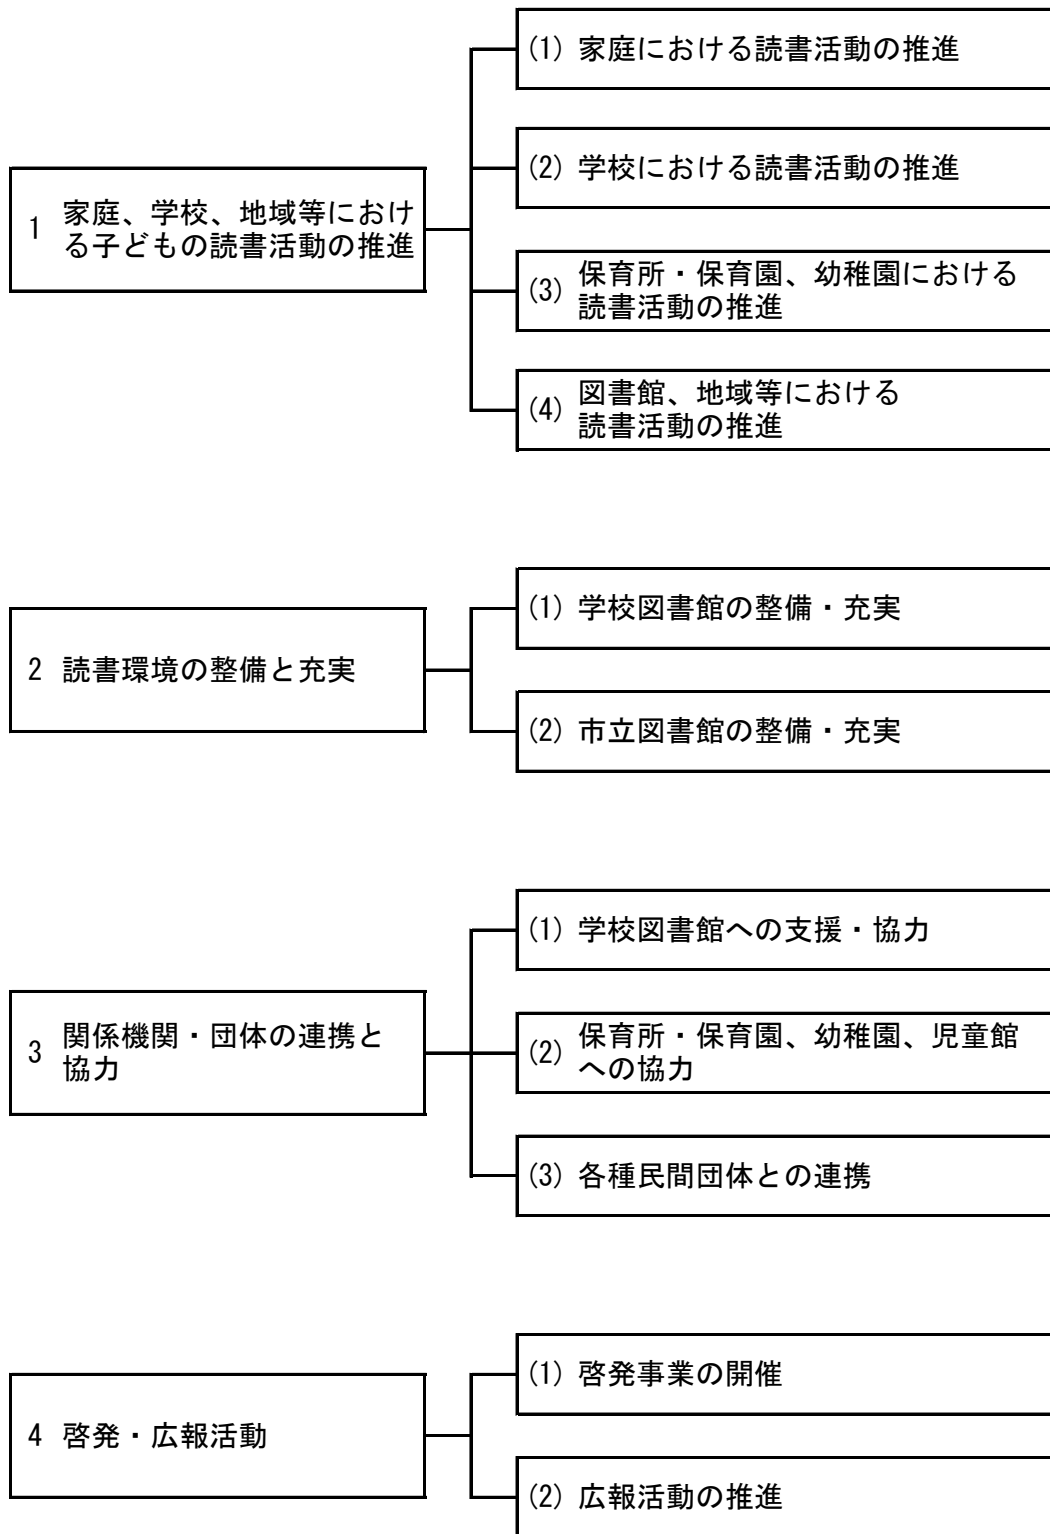 (1) 家庭における読書活動の推進
(2) 学校における読書活動の推進
1 家庭、学校、地域等におけ
る子どもの読書活動の推進
(3) 保育所・保育園、幼稚園における
読書活動の推進
(4) 図書館、地域等における
読書活動の推進
(1) 学校図書館の整備・充実
2 読書環境の整備と充実
(2) 市立図書館の整備・充実
(1) 学校図書館への支援・協力
3 関係機関・団体の連携と
協力
(2) 保育所・保育園、幼稚園、児童館
への協力
(3) 各種民間団体との連携
(1) 啓発事業の開催
4 啓発・広報活動
(2) 広報活動の推進